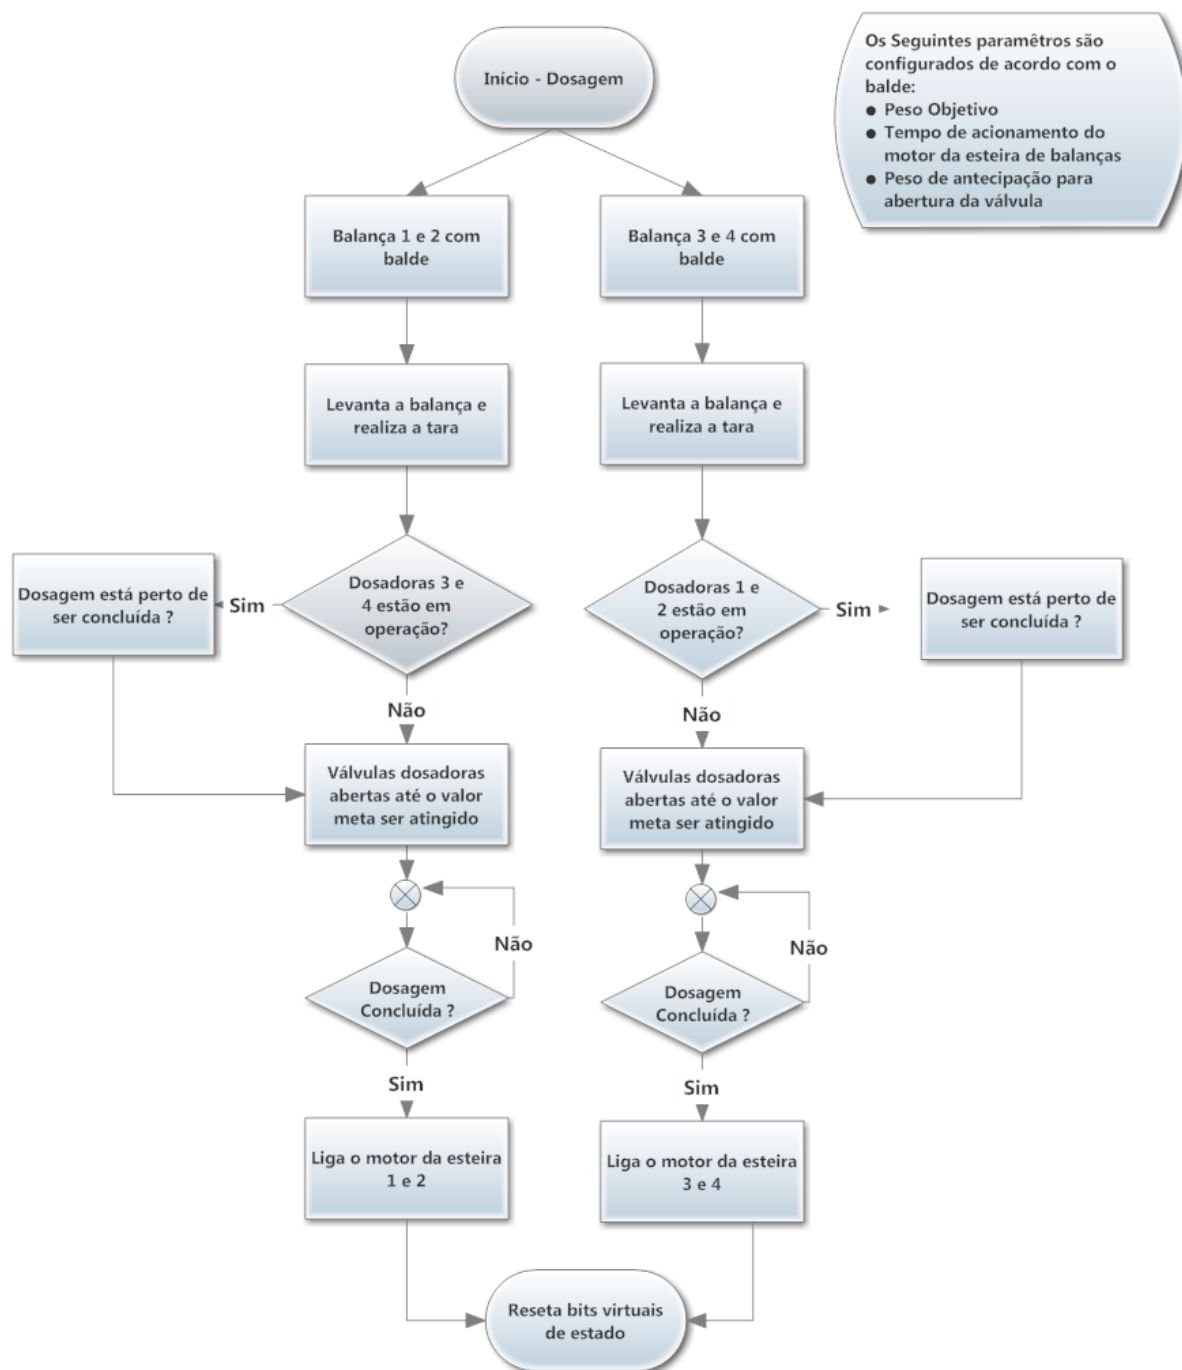 Início - Dosagem
Os Seguintes paramêtros são
configurados de acordo com o
balde:
● Peso Objetivo
● Tempo de acionamento do
motor da esteira de balanças
● Peso de antecipação para
abertura da válvula
Balança 1 e 2 com
balde
Balança 3 e 4 com
balde
Levanta a balança e
realiza a tara
Levanta a balança e
realiza a tara
Dosagem está perto de
ser concluída ?
Sim
Dosadoras 3 e
4 estão em
operação?
Dosadoras 1 e
2 estão em
operação?
Sim
Dosagem está perto de
ser concluída ?
Não
Não
Válvulas dosadoras
abertas até o valor
meta ser atingido
Válvulas dosadoras
abertas até o valor
meta ser atingido
Não
Não
Dosagem
Concluída ?
Dosagem
Concluída ?
Sim
Sim
Liga o motor da esteira
1 e 2
Liga o motor da esteira
3 e 4
Reseta bits virtuais
de estado